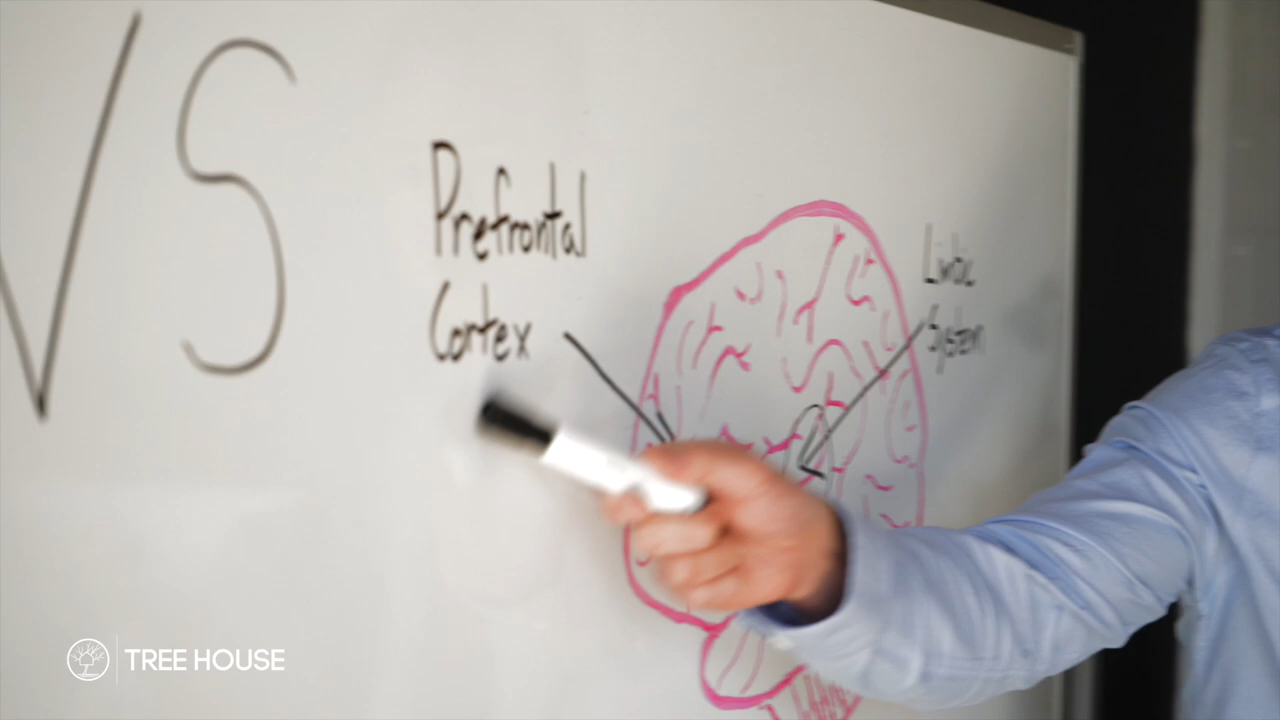 VS
Prefrontal
Cortex
Limbic
System
TREE HOUSE